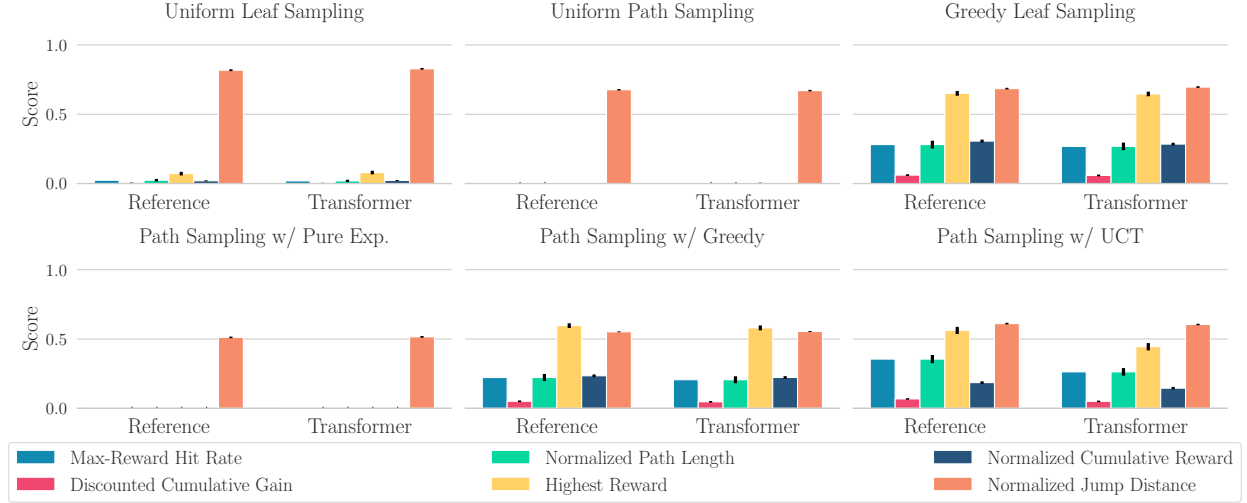 Uniform Leaf Sampling
Uniform Path Sampling
Greedy Leaf Sampling
Score
1.0
0.5
0.0
Reference
Transformer
Reference
Transformer
Reference
Transformer
Path Sampling w/ Pure Exp.
Path Sampling w/ Greedy
Path Sampling w/ UCT
Score
1.0
0.5
0.0
Reference
Transformer
Reference
Transformer
Reference
Transformer
Max-Reward Hit Rate
Normalized Path Length
Normalized Cumulative Reward
Discounted Cumulative Gain
Highest Reward
Normalized Jump Distance